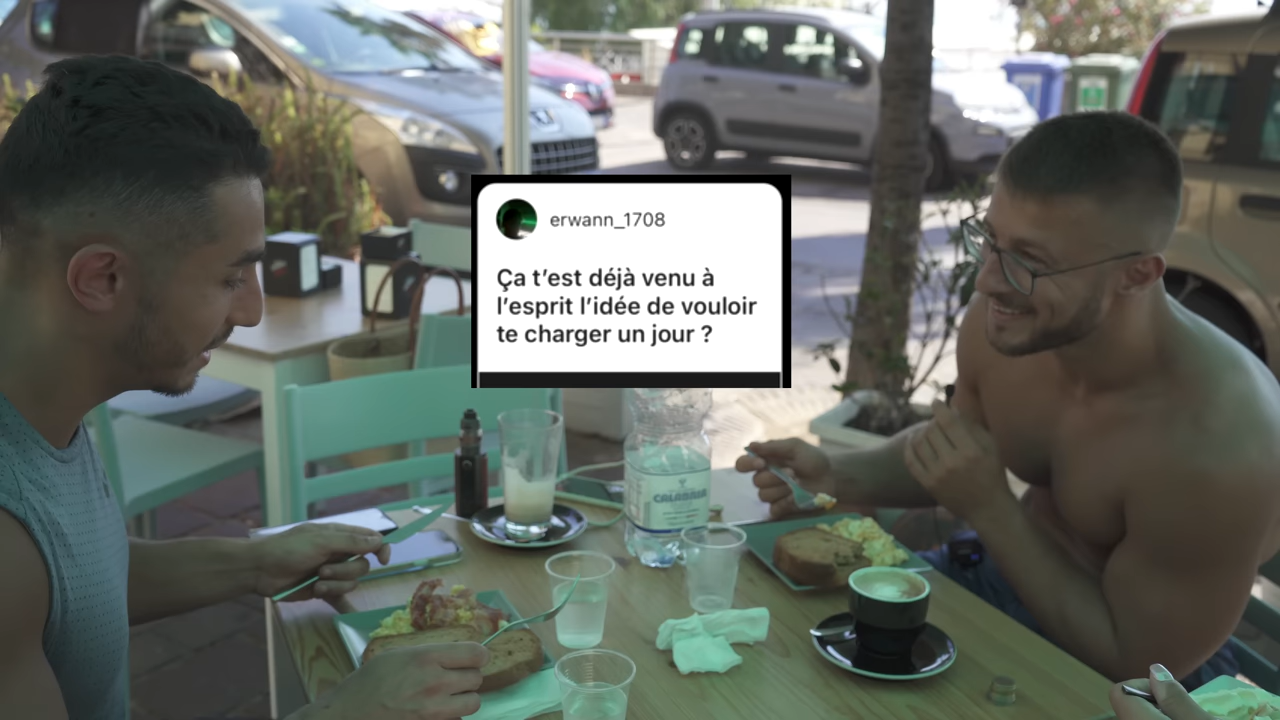 erwann_1708
Ça t’est déjà venu à
l’esprit l’idée de vouloir
te charger un jour ?
CALABRIA